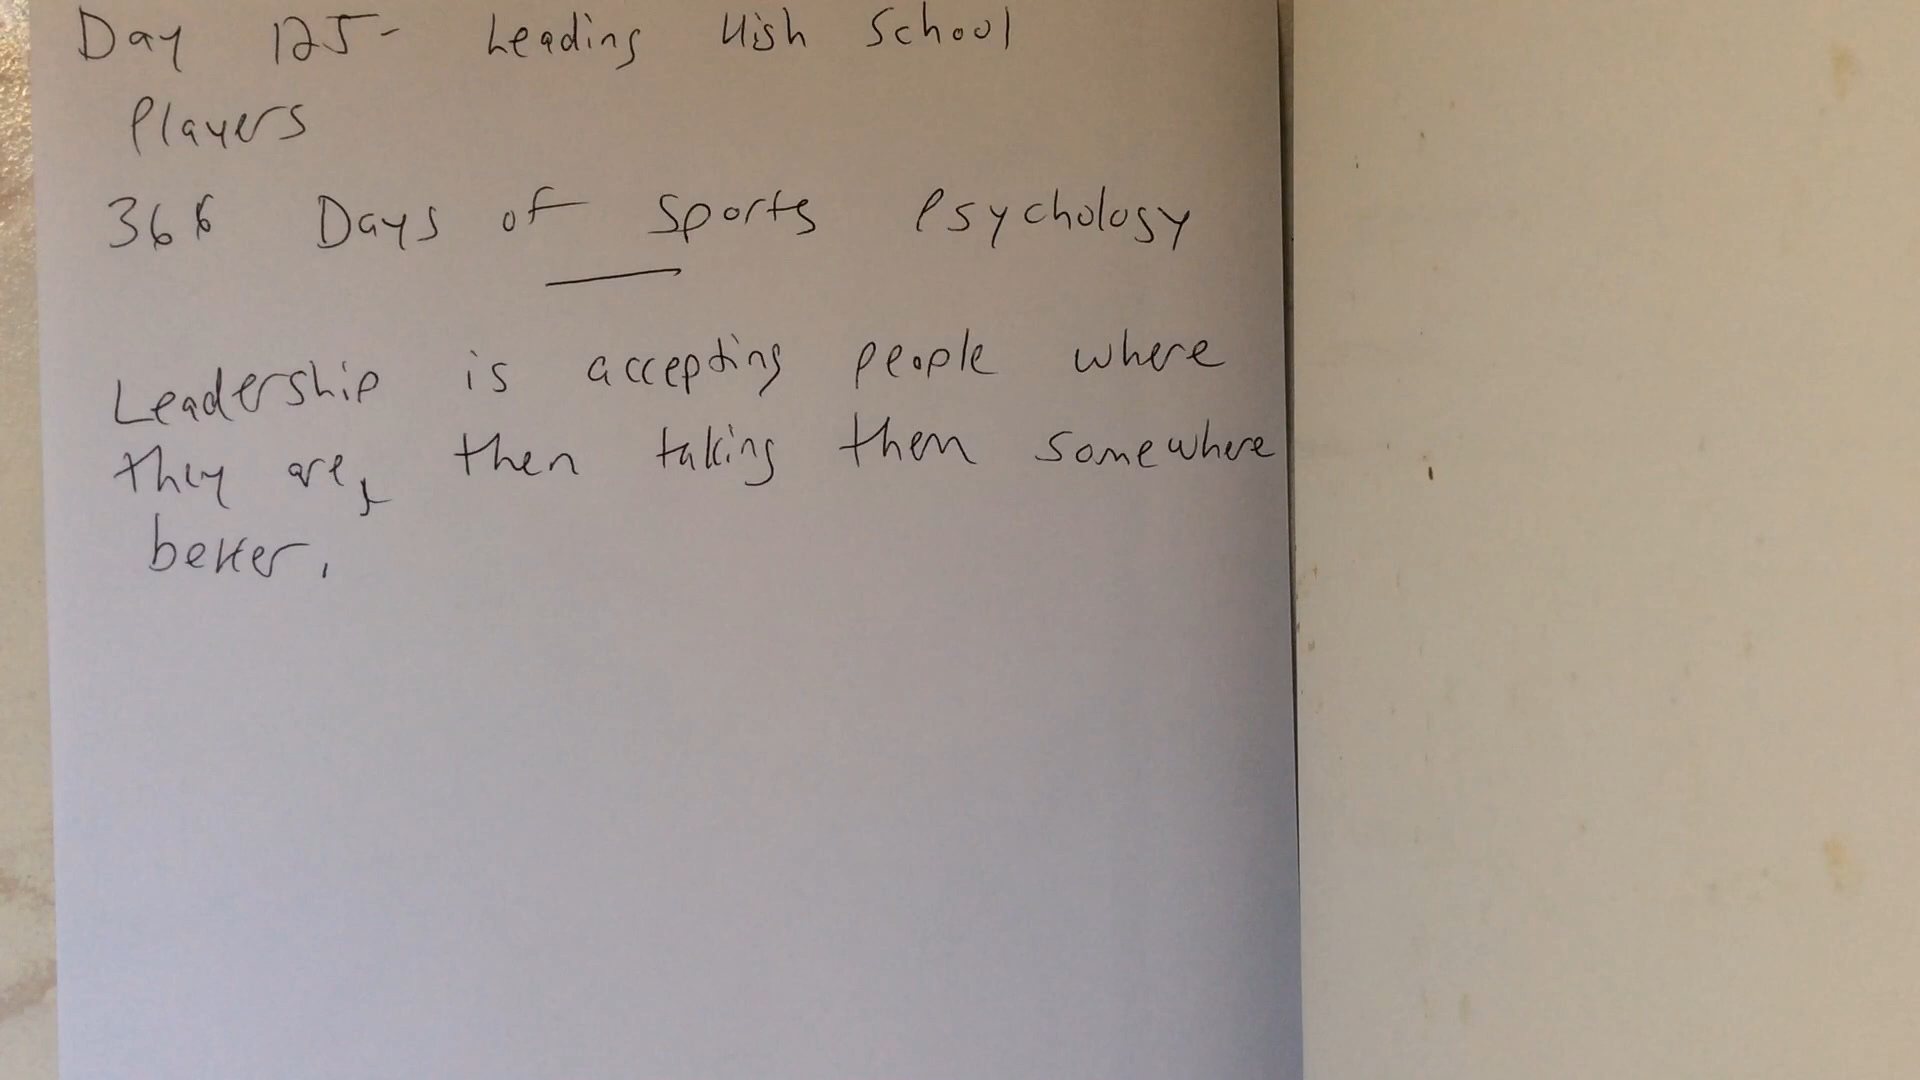 Day 125- Leading High School
Players
366 Days of Sports Psychology
Leadership is accepting people where
they are, then taking them somewhere
better.